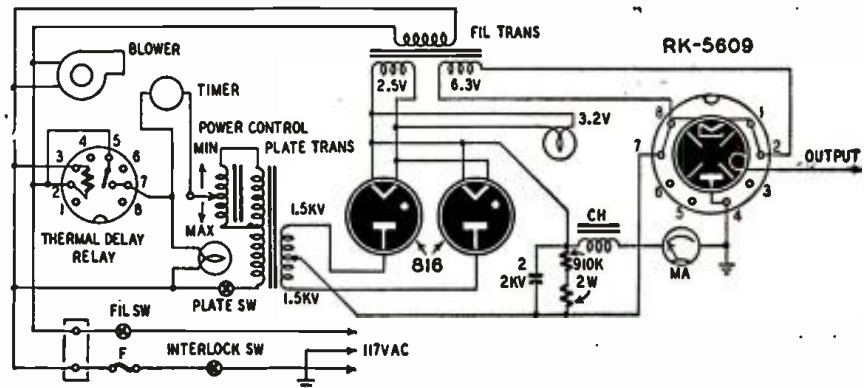 FIL TRANS
RK-5609
BLOWER
2.5V
6.3V
TIMER
3.2V
8
1
7
2
OUTPUT
POWER CONTROL
MIN
PLATE TRANS
4
5
3
6
2
7
1
8
6
3
5
4
MAX
THERMAL DELAY
RELAY
1.5KV
816
CH
2
2KV
910K
2W
MA
1.5KV
PLATE SW
FIL SW
117VAC
F
INTERLOCK SW